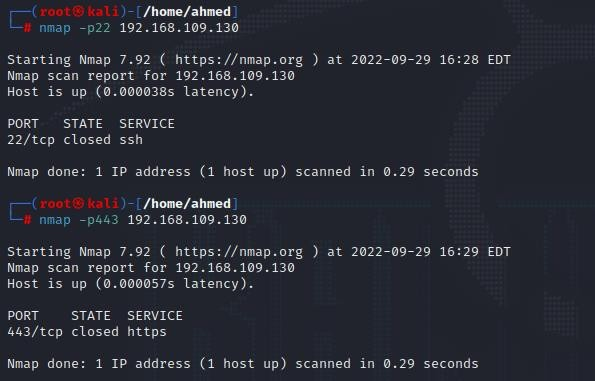 ┌──(root㉿kali)-[/home/ahmed]
└─# nmap -p22 192.168.109.130
Starting Nmap 7.92 ( https://nmap.org ) at 2022-09-29 16:28 EDT
Nmap scan report for 192.168.109.130
Host is up (0.000038s latency).
PORT   STATE  SERVICE
22/tcp closed ssh
Nmap done: 1 IP address (1 host up) scanned in 0.29 seconds
┌──(root㉿kali)-[/home/ahmed]
└─# nmap -p443 192.168.109.130
Starting Nmap 7.92 ( https://nmap.org ) at 2022-09-29 16:29 EDT
Nmap scan report for 192.168.109.130
Host is up (0.000057s latency).
PORT    STATE  SERVICE
443/tcp closed https
Nmap done: 1 IP address (1 host up) scanned in 0.29 seconds